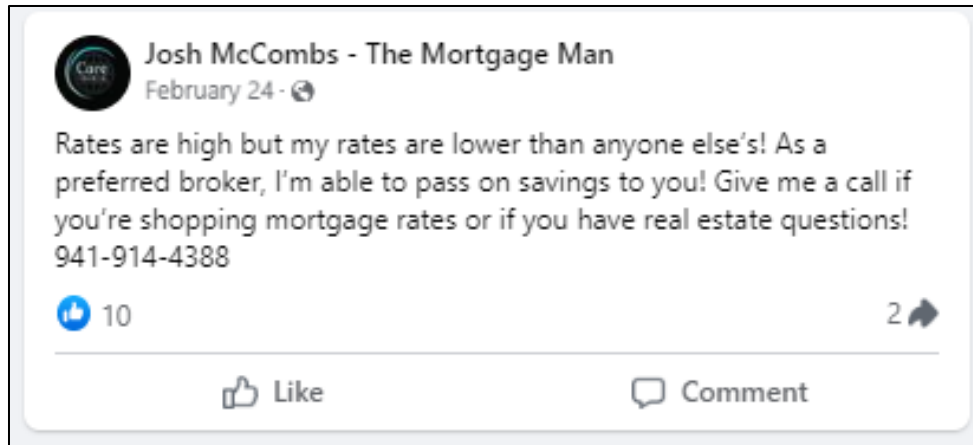 Josh McCombs - The Mortgage Man
February 24 ·
Rates are high but my rates are lower than anyone else’s! As a
preferred broker, I’m able to pass on savings to you! Give me a call if
you’re shopping mortgage rates or if you have real estate questions!
941-914-4388
10
2
Like
Comment